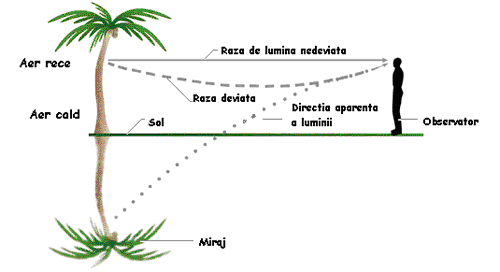 Raza de lumina nedeviata
Aer rece
Raza deviata
Aer cald
Directia aparenta
a luminii
Sol
Observator
Miraj